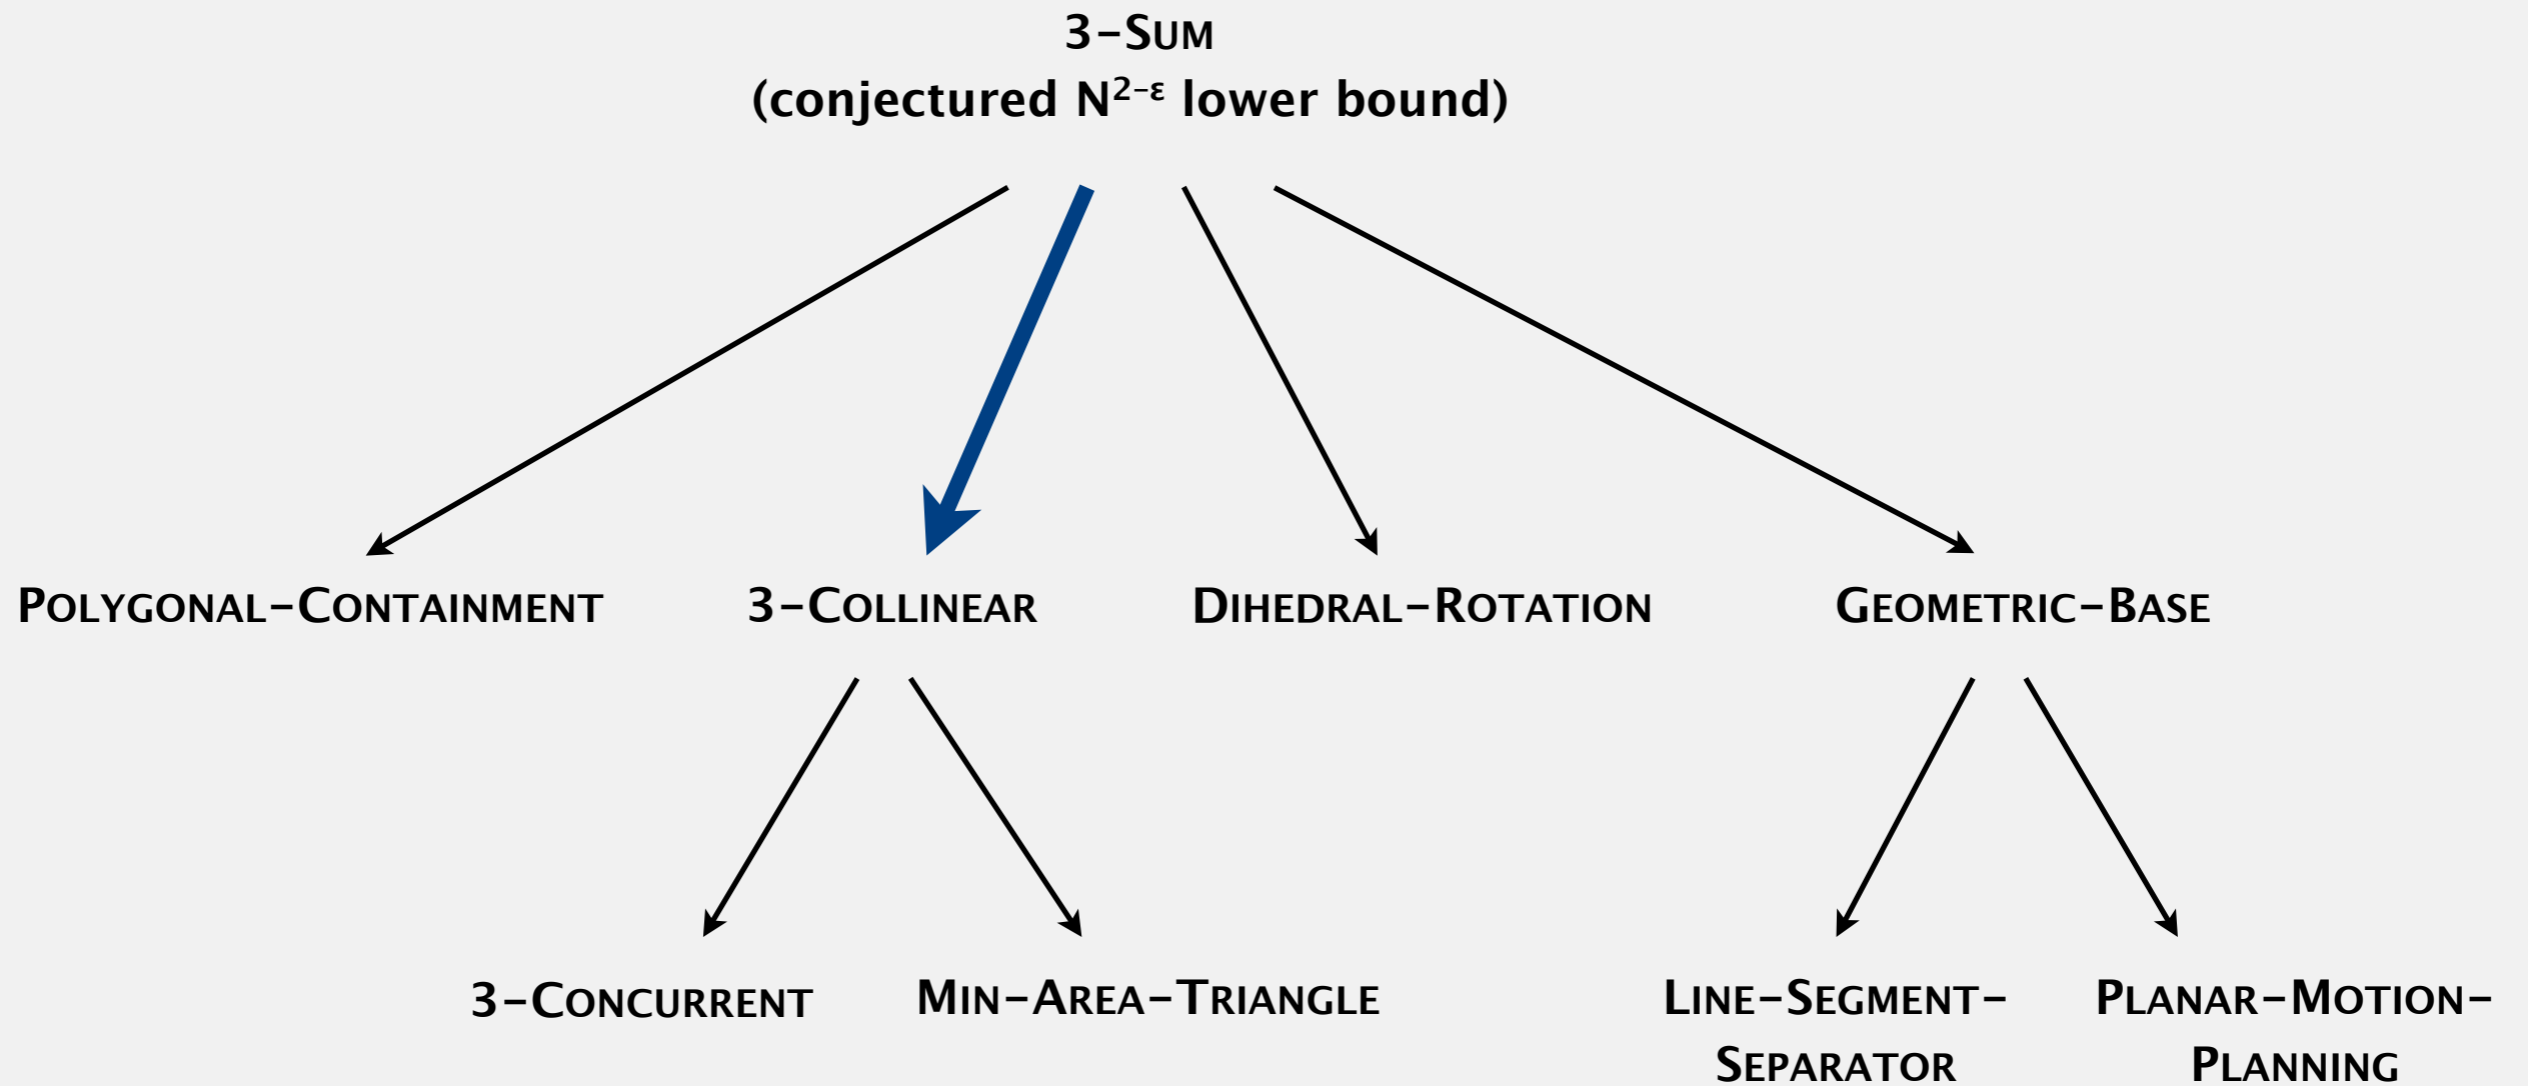 3-SUM
(conjectured N²⁻ᵋ lower bound)
POLYGONAL-CONTAINMENT
3-COLLINEAR
DIHEDRAL-ROTATION
GEOMETRIC-BASE
3-CONCURRENT
MIN-AREA-TRIANGLE
LINE-SEGMENT-
SEPARATOR
PLANAR-MOTION-
PLANNING